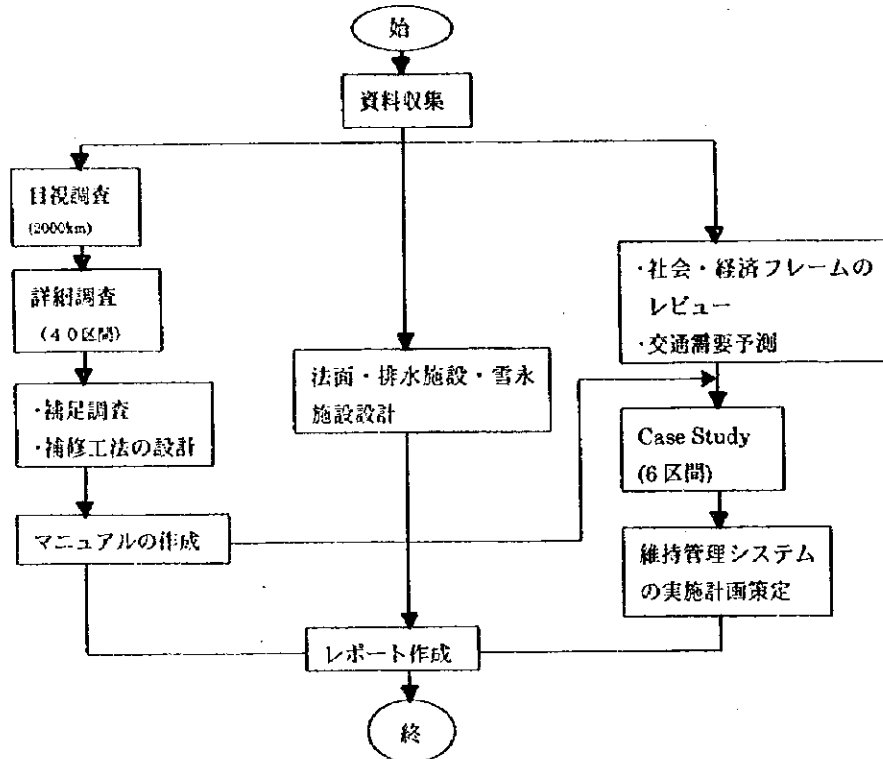 始
資料収集
目視調査
(2000km)
詳細調査
(40区間)
・補足調査
・補修工法の設計
マニュアルの作成
法面・排水施設・雪氷
施設設計
・社会・経済フレームの
レビュー
・交通需要予測
Case Study
(6区間)
維持管理システム
の実施計画策定
レポート作成
終